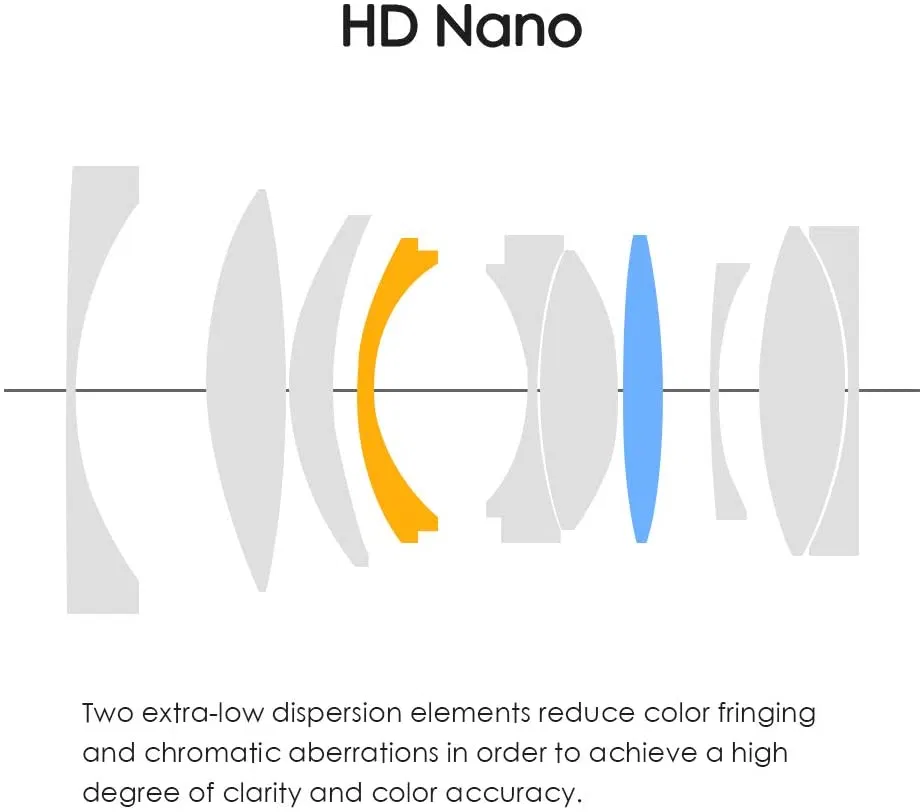 HD Nano
Two extra-low dispersion elements reduce color fringing
and chromatic aberrations in order to achieve a high
degree of clarity and color accuracy.